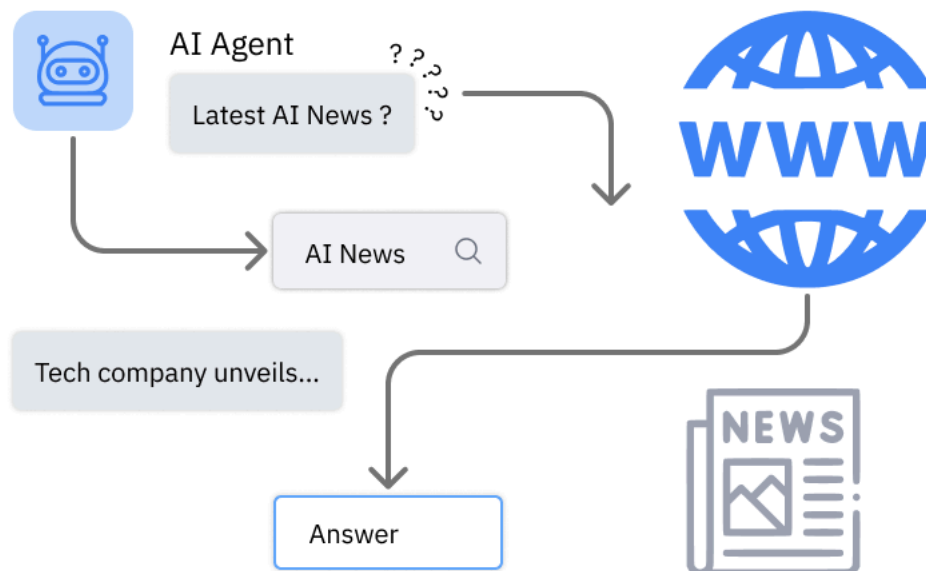 AI Agent
? ? ? ? ?
Latest AI News ?
WWW
AI News
Tech company unveils...
NEWS
Answer